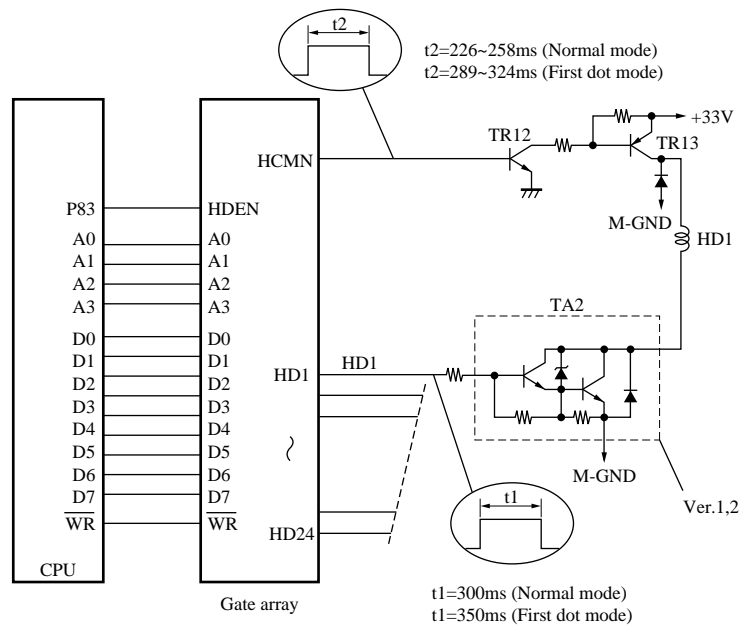 t2
t2=226~258ms (Normal mode)
t2=289~324ms (First dot mode)
+33V
TR12
TR13
HCMN
M-GND
HD1
P83 HDEN
A0 A0
A1 A1
A2 A2
A3 A3
TA2
D0 D0
D1 D1
HD1 HD1
D2 D2
D3 D3
D4 D4
D5 D5
D6 D6
M-GND
D7 D7
t1
Ver.1,2
WR WR
HD24
CPU
Gate array
t1=300ms (Normal mode)
t1=350ms (First dot mode)